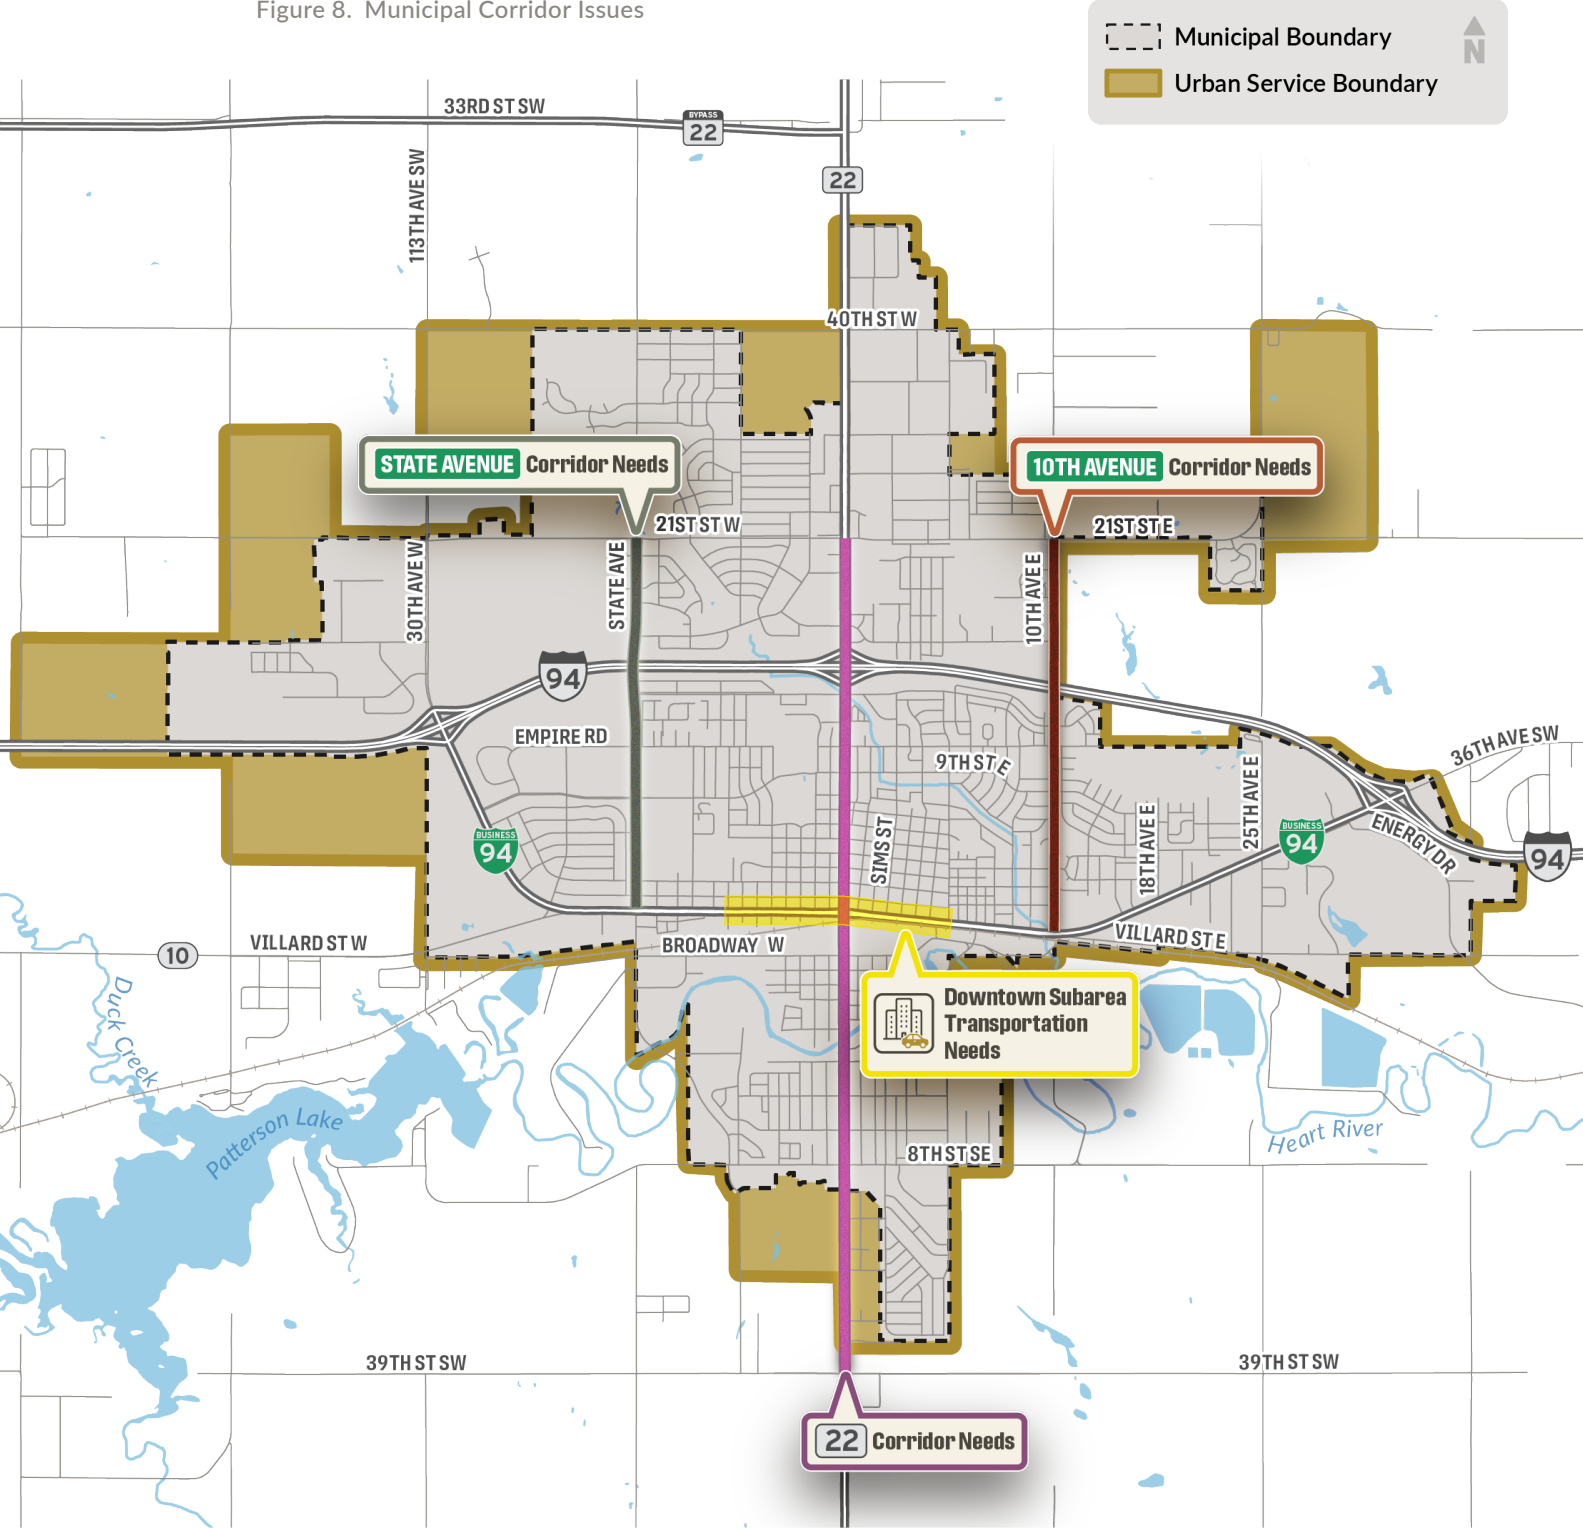 Figure 8. Municipal Corridor Issues
Municipal Boundary
N
Urban Service Boundary
33RD ST SW
BYPASS
22
113TH AVE SW
22
40TH ST W
STATE AVENUE Corridor Needs
10TH AVENUE Corridor Needs
21ST ST W
21ST ST E
30TH AVE W
STATE AVE
10TH AVE E
94
EMPIRE RD
9TH ST E
36TH AVE SW
25TH AVE E
18TH AVE E
SIMS ST
BUSINESS
94
BUSINESS
94
ENERGY DR
94
VILLARD ST W
10
BROADWAY W
VILLARD ST E
Duck Creek
Downtown Subarea
Transportation
Needs
Patterson Lake
Heart River
8TH ST SE
39TH ST SW
39TH ST SW
22 Corridor Needs